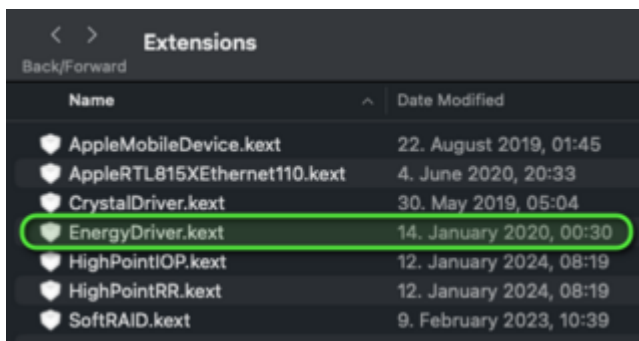 Extensions
Back/Forward
Name Date Modified
AppleMobileDevice.kext 22. August 2019, 01:45
AppleRTL815XEthernet110.kext 4. June 2020, 20:33
CrystalDriver.kext 30. May 2019, 05:04
EnergyDriver.kext 14. January 2020, 00:30
HighPointIOP.kext 12. January 2024, 08:19
HighPointRR.kext 12. January 2024, 08:19
SoftRAID.kext 9. February 2023, 10:39